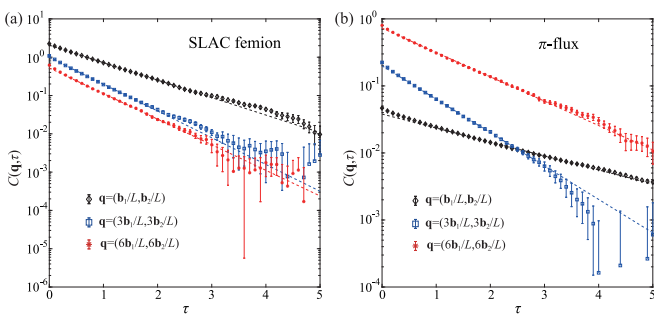 (a)
SLAC femion
C(q,τ)
10^1
10^0
10^-1
10^-2
10^-3
10^-4
10^-5
10^-6
q=(b₁/L,b₂/L)
q=(3b₁/L,3b₂/L)
q=(6b₁/L,6b₂/L)
0 1 2 3 4 5
τ
(b)
π-flux
C(q,τ)
10^0
10^-1
10^-2
10^-3
10^-4
q=(b₁/L,b₂/L)
q=(3b₁/L,3b₂/L)
q=(6b₁/L,6b₂/L)
0 1 2 3 4 5
τ